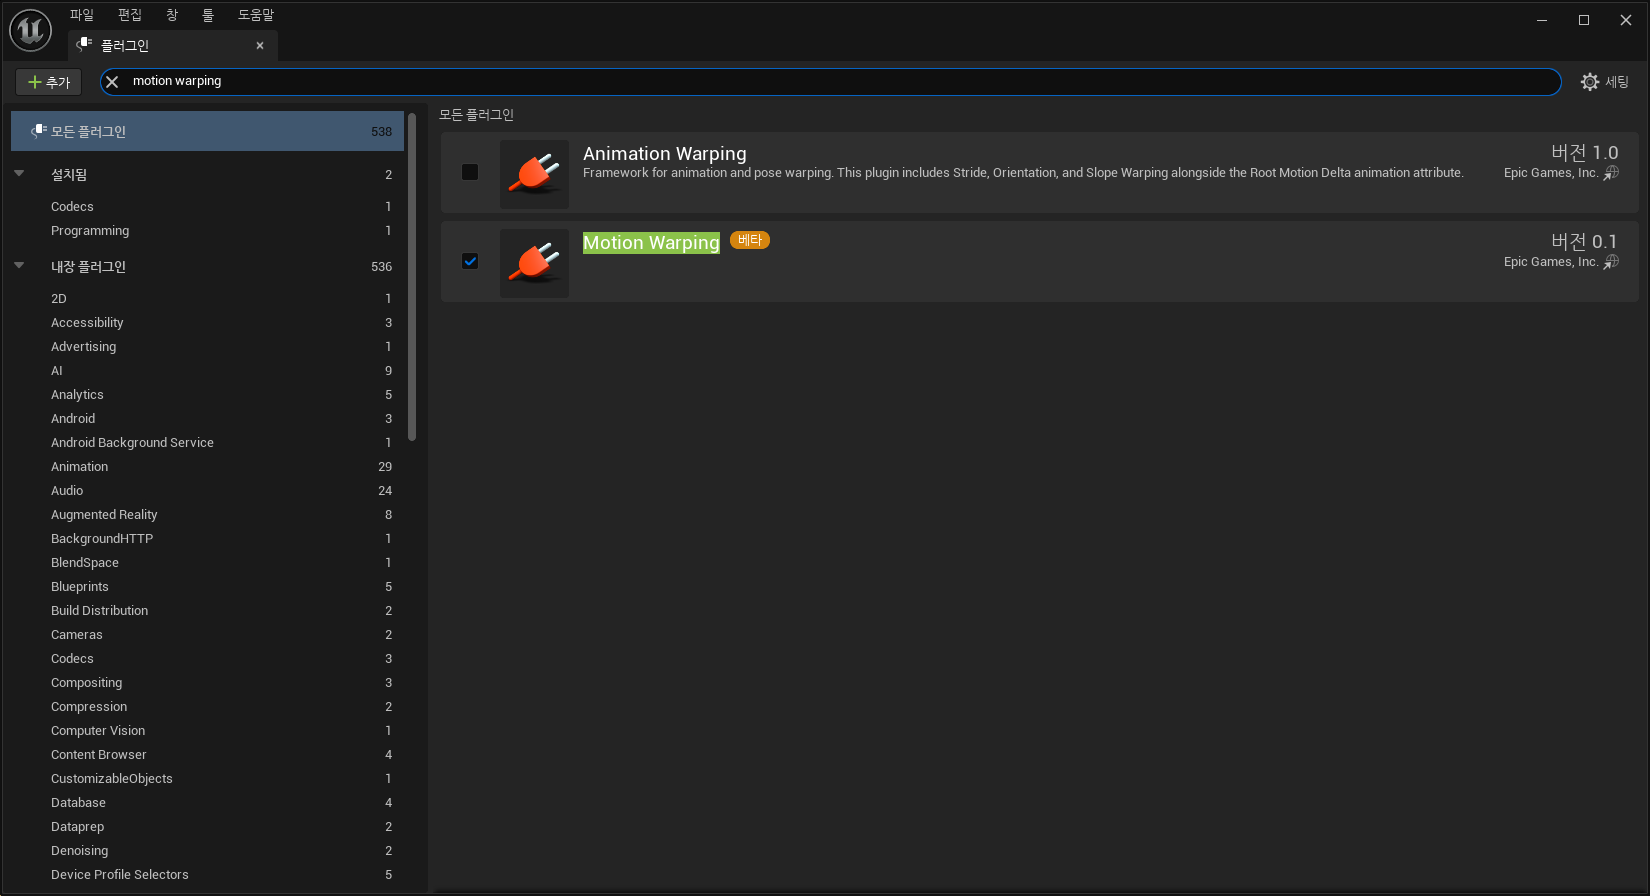 파일 편집 창 툴 도움말
플러그인
추가
motion warping
세팅
모든 플러그인 538
설치됨 2
Codecs 1
Programming 1
내장 플러그인 536
2D 1
Accessibility 3
Advertising 1
AI 9
Analytics 5
Android 3
Android Background Service 1
Animation 29
Audio 24
Augmented Reality 8
BackgroundHTTP 1
BlendSpace 1
Blueprints 5
Build Distribution 2
Cameras 2
Codecs 3
Compositing 3
Compression 2
Computer Vision 1
Content Browser 4
CustomizableObjects 1
Database 4
Dataprep 2
Denoising 2
Device Profile Selectors 5
모든 플러그인
Animation Warping
버전 1.0
Framework for animation and pose warping. This plugin includes Stride, Orientation, and Slope Warping alongside the Root Motion Delta animation attribute.
Epic Games, Inc.
Motion Warping 베타
버전 0.1
Epic Games, Inc.